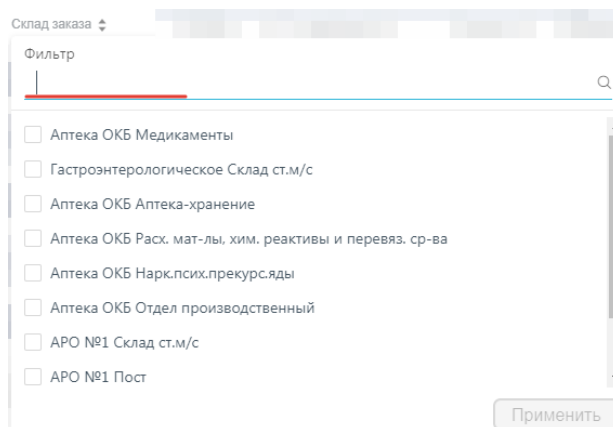 Склад заказа
Фильтр
Аптека ОКБ Медикаменты
Гастроэнтерологическое Склад ст.м/с
Аптека ОКБ Аптека-хранение
Аптека ОКБ Расх. мат-лы, хим. реактивы и перевяз. ср-ва
Аптека ОКБ Нарк.псих.прекурс.яды
Аптека ОКБ Отдел производственный
АРО №1 Склад ст.м/с
АРО №1 Пост
Применить